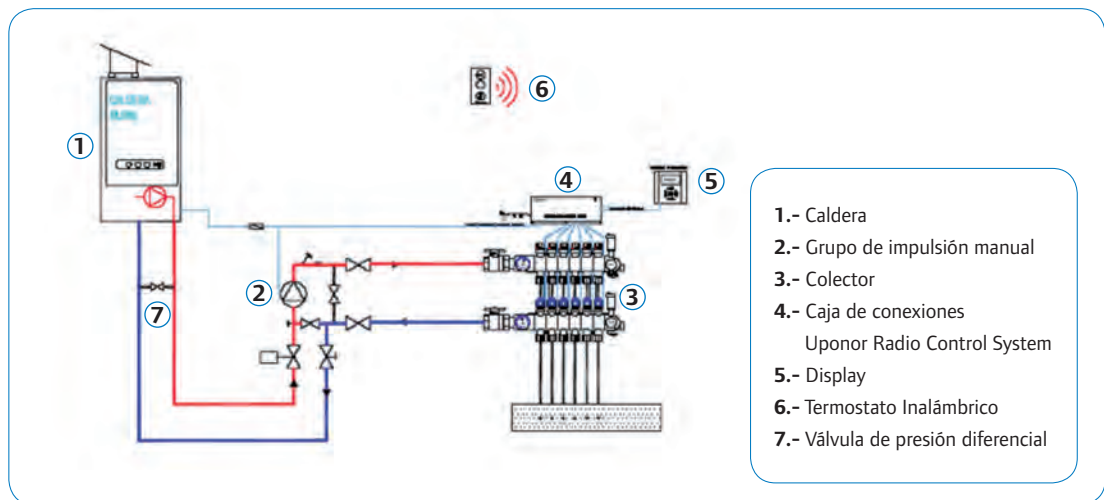 CALDERA
6
1
4
5
2
3
7
1.- Caldera
2.- Grupo de impulsión manual
3.- Colector
4.- Caja de conexiones
Uponor Radio Control System
5.- Display
6.- Termostato Inalámbrico
7.- Válvula de presión diferencial